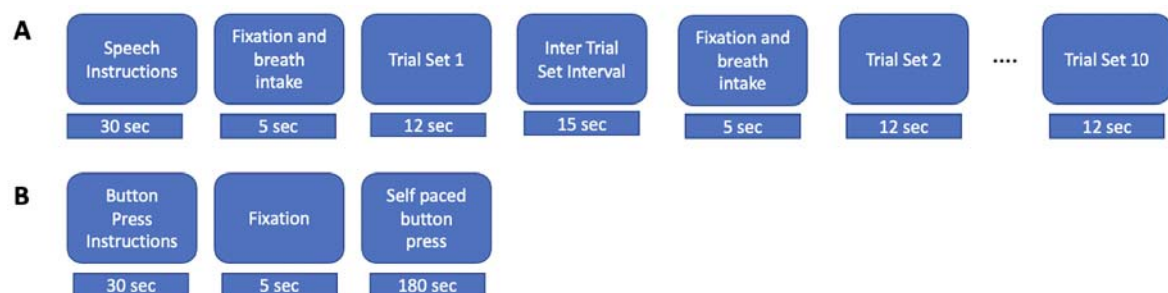 A
Speech
Instructions
30 sec
Fixation and
breath
intake
5 sec
Trial Set 1
12 sec
Inter Trial
Set Interval
15 sec
Fixation and
breath
intake
5 sec
Trial Set 2
12 sec
....
Trial Set 10
12 sec
B
Button
Press
Instructions
30 sec
Fixation
5 sec
Self paced
button
press
180 sec